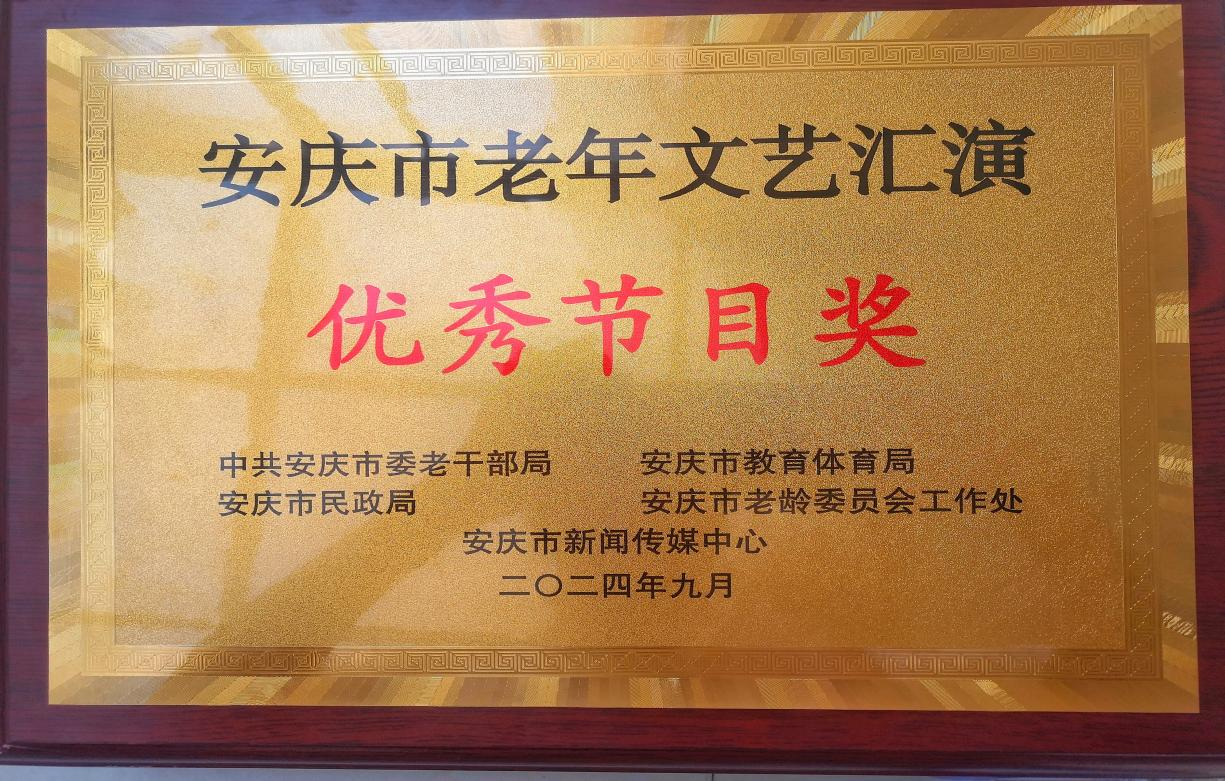 安庆市老年文艺汇演
优秀节目奖
中共安庆市委老干部局 安庆市教育体育局
安庆市民政局 安庆市老龄委员会工作处
安庆市新闻传媒中心
二〇二四年九月